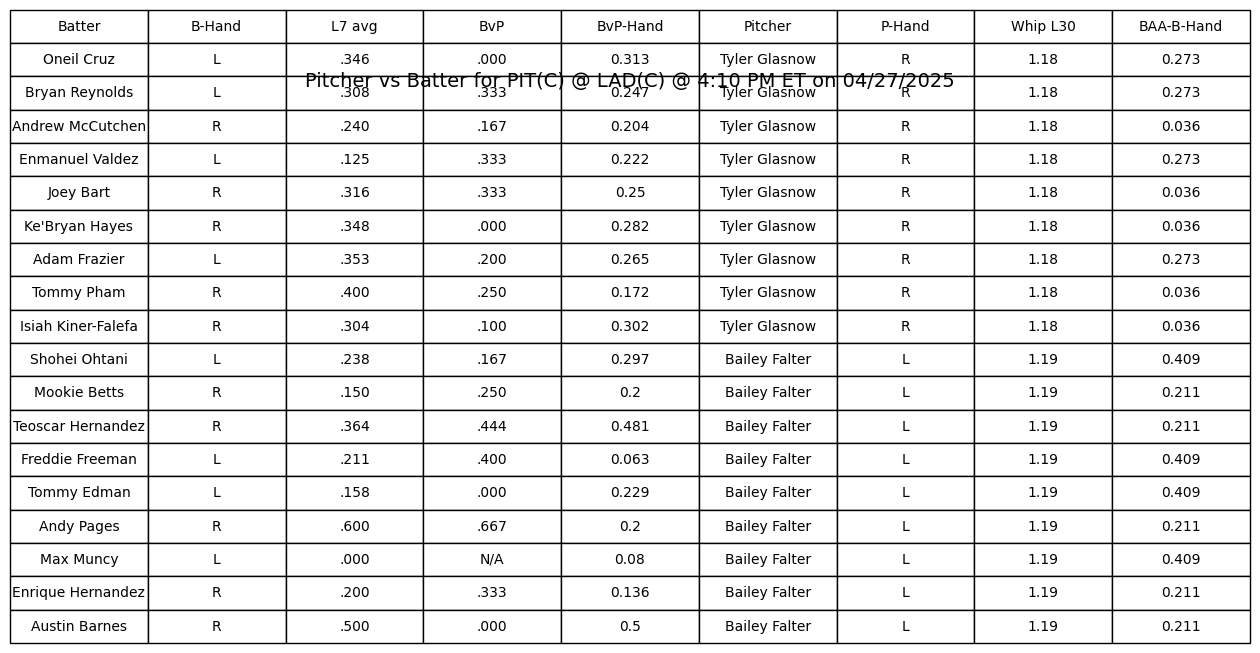 Batter B-Hand L7 avg BvP BvP-Hand Pitcher P-Hand Whip L30 BAA-B-Hand
Oneil Cruz L .346 .000 0.313 Tyler Glasnow R 1.18 0.273
Pitcher vs Batter for PIT(C) @ LAD(C) @ 4:10 PM ET on 04/27/2025
Bryan Reynolds L .308 .333 0.247 Tyler Glasnow R 1.18 0.273
Andrew McCutchen R .240 .167 0.204 Tyler Glasnow R 1.18 0.036
Enmanuel Valdez L .125 .333 0.222 Tyler Glasnow R 1.18 0.273
Joey Bart R .316 .333 0.25 Tyler Glasnow R 1.18 0.036
Ke'Bryan Hayes R .348 .000 0.282 Tyler Glasnow R 1.18 0.036
Adam Frazier L .353 .200 0.265 Tyler Glasnow R 1.18 0.273
Tommy Pham R .400 .250 0.172 Tyler Glasnow R 1.18 0.036
Isiah Kiner-Falefa R .304 .100 0.302 Tyler Glasnow R 1.18 0.036
Shohei Ohtani L .238 .167 0.297 Bailey Falter L 1.19 0.409
Mookie Betts R .150 .250 0.2 Bailey Falter L 1.19 0.211
Teoscar Hernandez R .364 .444 0.481 Bailey Falter L 1.19 0.211
Freddie Freeman L .211 .400 0.063 Bailey Falter L 1.19 0.409
Tommy Edman L .158 .000 0.229 Bailey Falter L 1.19 0.409
Andy Pages R .600 .667 0.2 Bailey Falter L 1.19 0.211
Max Muncy L .000 N/A 0.08 Bailey Falter L 1.19 0.409
Enrique Hernandez R .200 .333 0.136 Bailey Falter L 1.19 0.211
Austin Barnes R .500 .000 0.5 Bailey Falter L 1.19 0.211